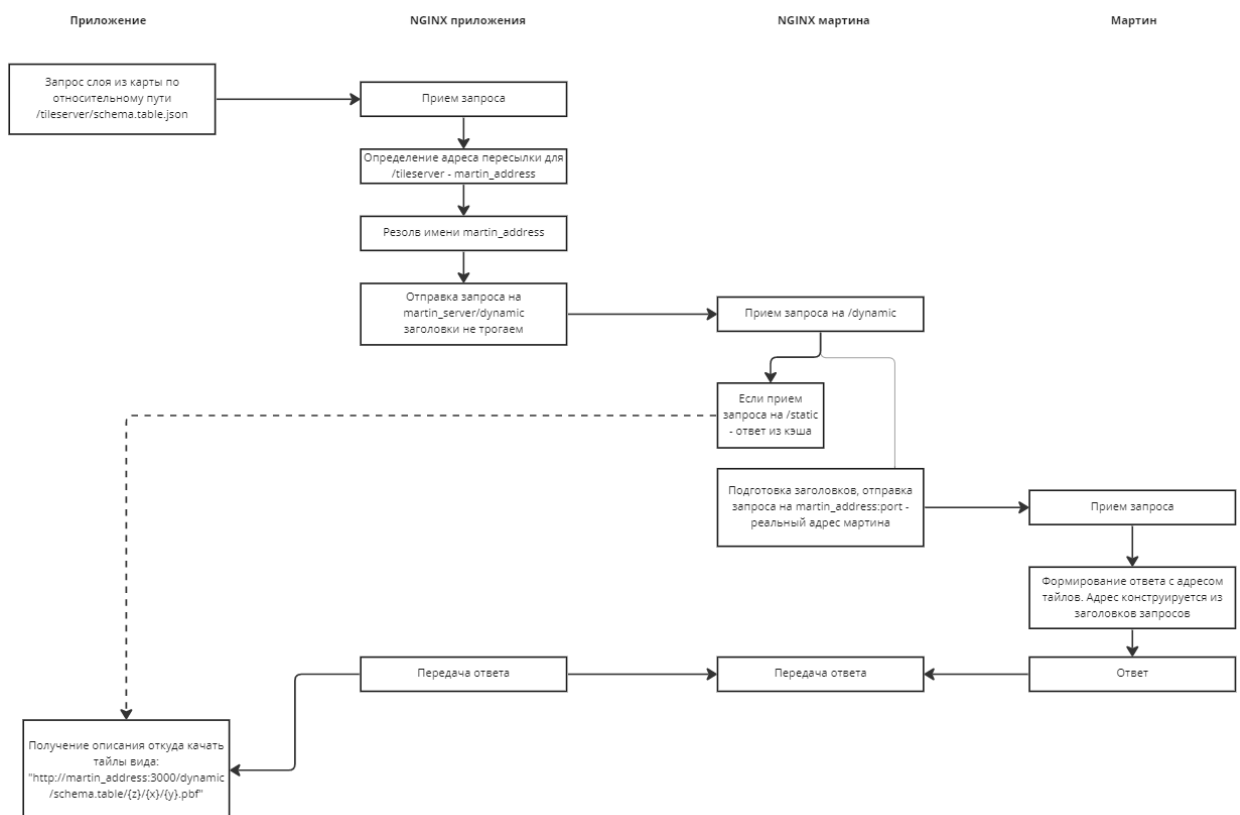 Приложение
NGINX приложения
NGINX мартина
Мартин
Запрос слоя из карты по
относительному пути
/tileserver/schema.table.json
Прием запроса
Определение адреса пересылки для
/tileserver - martin_address
Резолв имени martin_address
Отправка запроса на
martin_server/dynamic
заголовки не трогаем
Прием запроса на /dynamic
Если прием
запроса на /static
- ответ из кэша
Подготовка заголовков, отправка
запроса на martin_address:port -
реальный адрес мартина
Прием запроса
Формирование ответа с адресом
тайлов. Адрес конструируется из
заголовков запросов
Передача ответа
Передача ответа
Ответ
Получение описания откуда качать
тайлы вида:
"http://martin_address:3000/dynamic
/schema.table/{z}/{x}/{y}.pbf"